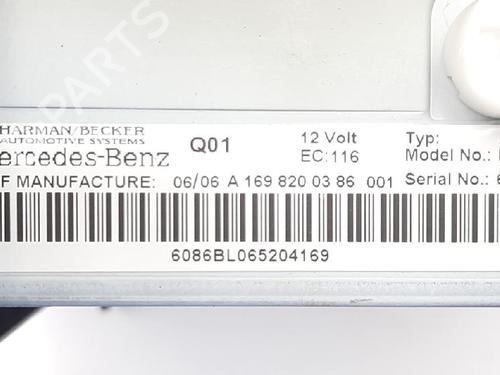 HARMAN/BECKER
AUTOMOTIVE SYSTEMS
ercedes-Benz Q01 12 Volt Typ:
EC:116 Model No.:
F MANUFACTURE: 06/06 A 169 820 03 86 001 Serial No.: 6
6086BL065204169